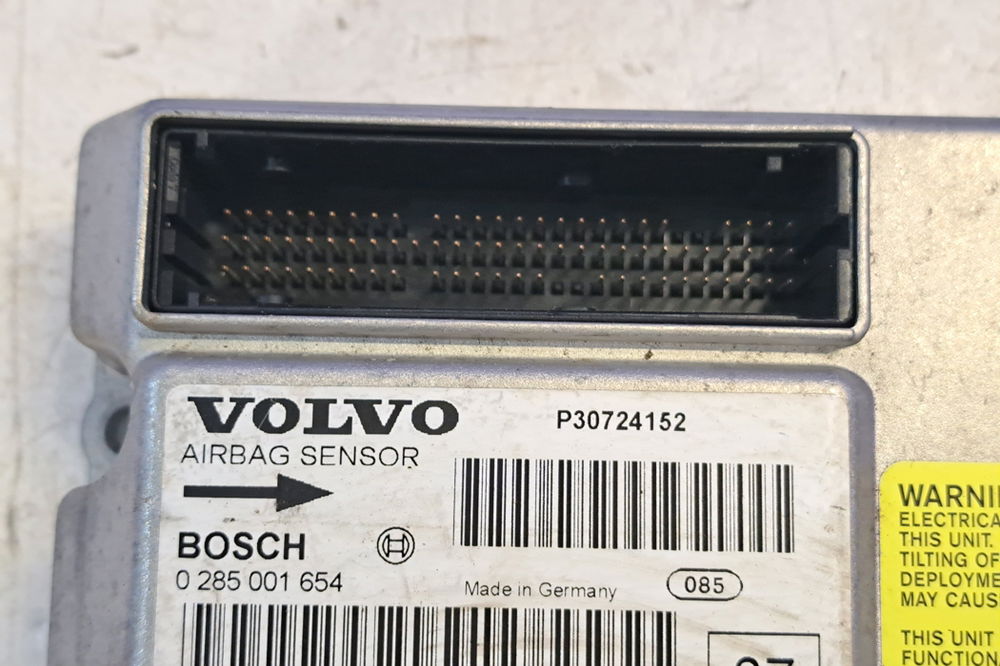 VOLVO
P30724152
AIRBAG SENSOR
BOSCH
0 285 001 654
Made in Germany
085
ELECTRICA
THIS UNIT.
TILTING OF
MAY CAUS
THIS UNIT
FUNCTION